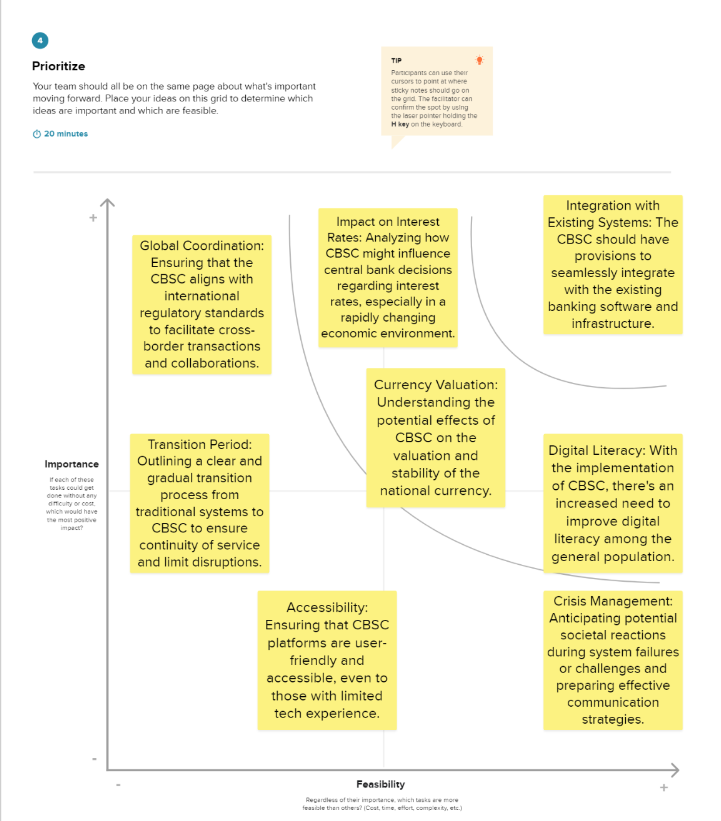 4
Prioritize
Your team should all be on the same page about what's important
moving forward. Place your ideas on this grid to determine which
ideas are important and which are feasible.
20 minutes
TIP
Participants can use their
cursors to point at where
sticky notes should go on
the grid. The facilitator can
confirm the spot by using
the laser pointer holding the
H key on the keyboard.
+
Global Coordination:
Ensuring that the
CBSC aligns with
international
regulatory standards
to facilitate cross-
border transactions
and collaborations.
Impact on Interest
Rates: Analyzing how
CBSC might influence
central bank decisions
regarding interest
rates, especially in a
rapidly changing
economic environment.
Integration with
Existing Systems: The
CBSC should have
provisions to
seamlessly integrate
with the existing
banking software and
infrastructure.
Currency Valuation:
Understanding the
potential effects of
CBSC on the
valuation and
stability of the
national currency.
Importance
If each of these
tasks could get
done without any
difficulty or cost,
which would have
the most positive
impact?
Transition Period:
Outlining a clear and
gradual transition
process from
traditional systems to
CBSC to ensure
continuity of service
and limit disruptions.
Digital Literacy: With
the implementation
of CBSC, there's an
increased need to
improve digital
literacy among the
general population.
Accessibility:
Ensuring that CBSC
platforms are user-
friendly and
accessible, even to
those with limited
tech experience.
Crisis Management:
Anticipating potential
societal reactions
during system failures
or challenges and
preparing effective
communication
strategies.
-
-
Feasibility
+
Regardless of their importance, which tasks are more
feasible than others? (Cost, time, effort, complexity, etc.)